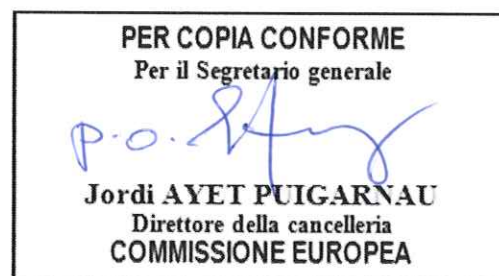 PER COPIA CONFORME
Per il Segretario generale
p.o.
Jordi AYET PUIGARNAU
Direttore della cancelleria
COMMISSIONE EUROPEA